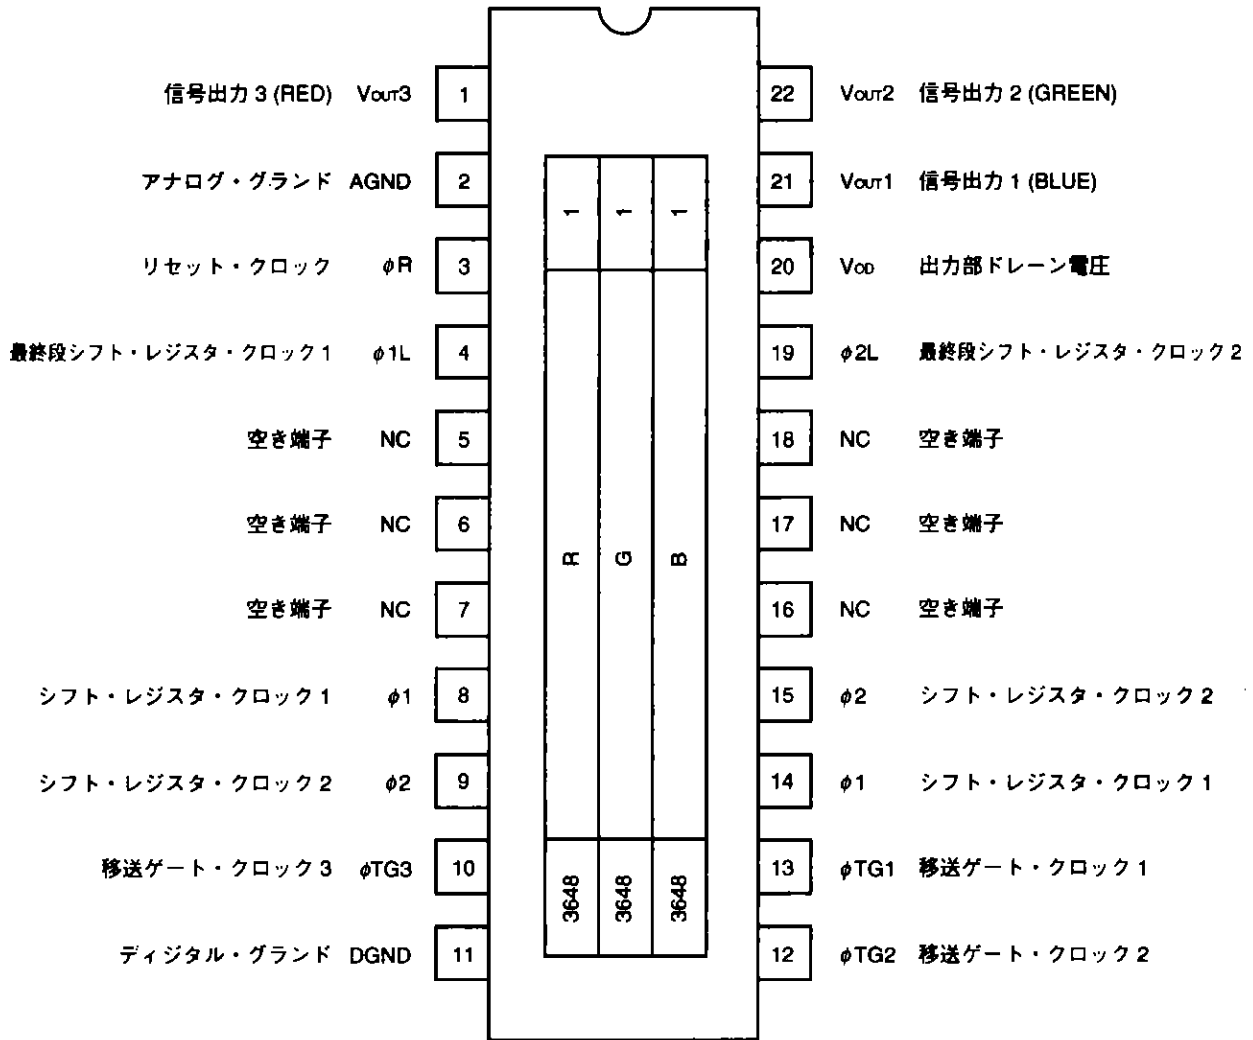 信号出力 3 (RED) VOUT3 1
アナログ・グランド AGND 2
リセット・クロック φR 3
最終段シフト・レジスタ・クロック 1 φ1L 4
空き端子 NC 5
空き端子 NC 6
空き端子 NC 7
シフト・レジスタ・クロック 1 φ1 8
シフト・レジスタ・クロック 2 φ2 9
移送ゲート・クロック 3 φTG3 10
ディジタル・グランド DGND 11
1 1 1
R G B
3648 3648 3648
22 VOUT2 信号出力 2 (GREEN)
21 VOUT1 信号出力 1 (BLUE)
20 VOD 出力部ドレーン電圧
19 φ2L 最終段シフト・レジスタ・クロック 2
18 NC 空き端子
17 NC 空き端子
16 NC 空き端子
15 φ2 シフト・レジスタ・クロック 2
14 φ1 シフト・レジスタ・クロック 1
13 φTG1 移送ゲート・クロック 1
12 φTG2 移送ゲート・クロック 2